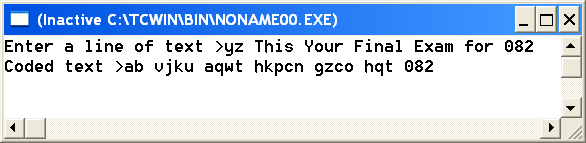 (Inactive C:\TCWIN\BIN\NONAME00.EXE)
Enter a line of text >yz This Your Final Exam for 082
Coded text >ab vjku aqwt hkpcn gzco hqt 082